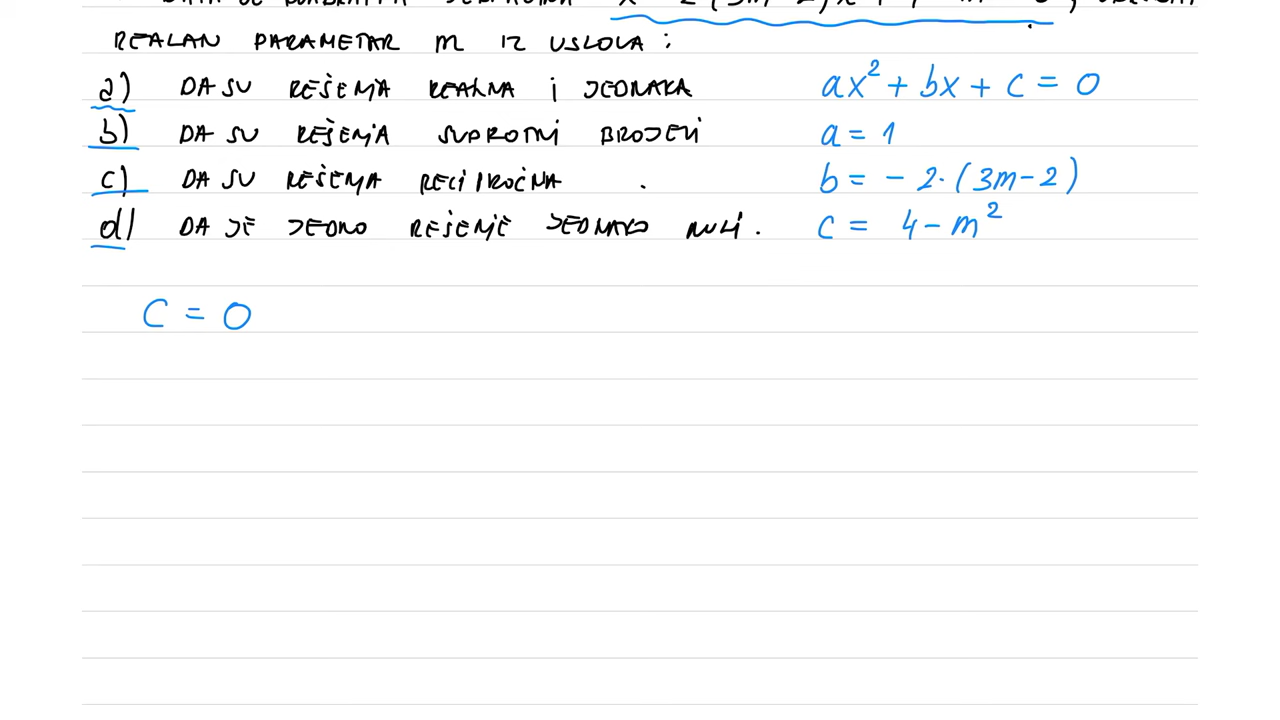 REALAN PARAMETAR m IZ USLOVA :
a) DA SU REŠENJA REALNA I JEDNAKA
b) DA SU REŠENJA SUPROTNI BROJEVI
c) DA SU REŠENJA RECIPROČNA .
d) DA JE JEDNO REŠENJE JEDNAKO NULI .
ax² + bx + c = 0
a = 1
b = - 2 · (3m - 2)
c = 4 - m²
C = 0